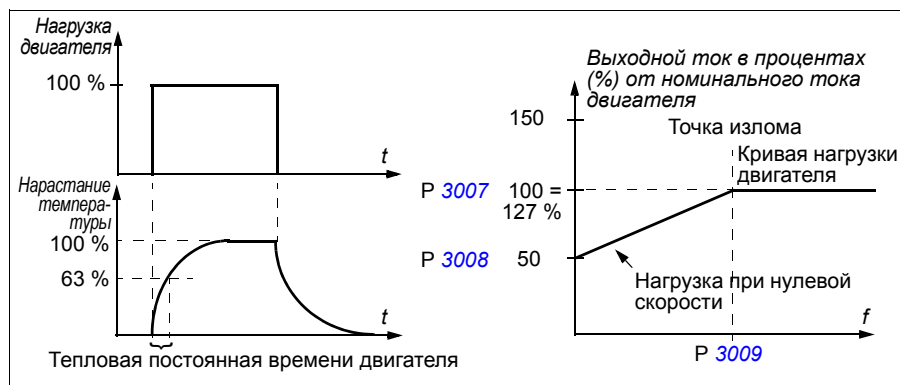 Нагрузка
двигателя
100 %
t
Нарастание
темпера-
туры
100 %
63 %
t
Тепловая постоянная времени двигателя
Выходной ток в процентах
(%) от номинального тока
двигателя
150
Точка излома
Кривая нагрузки
двигателя
P 3007
100 =
127 %
P 3008
50
Нагрузка при нулевой
скорости
f
P 3009